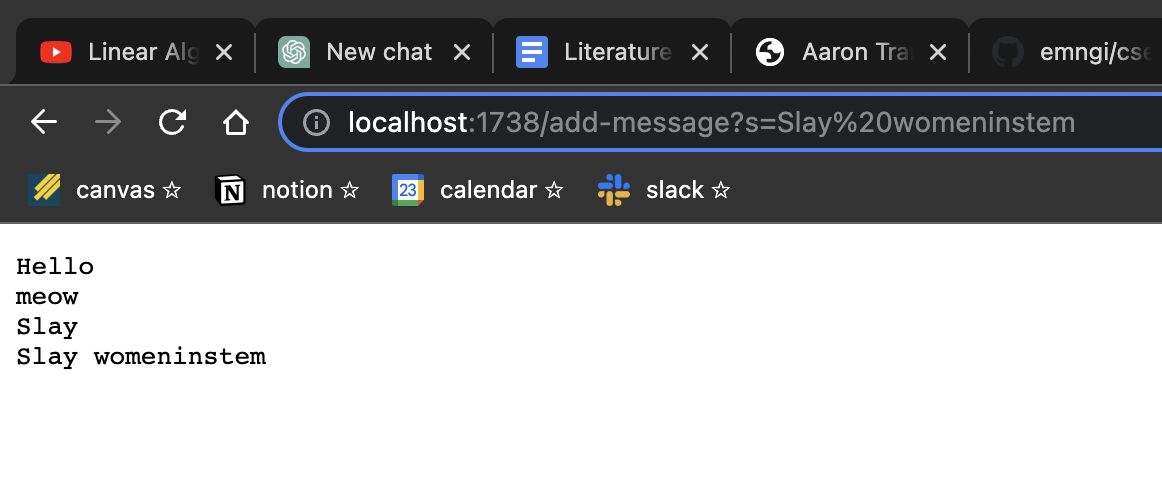 Linear Alg
New chat
Literature
Aaron Tra
emngi/cse
localhost:1738/add-message?s=Slay%20womeninstem
canvas ☆
N notion ☆
23 calendar ☆
slack ☆
Hello
meow
Slay
Slay womeninstem